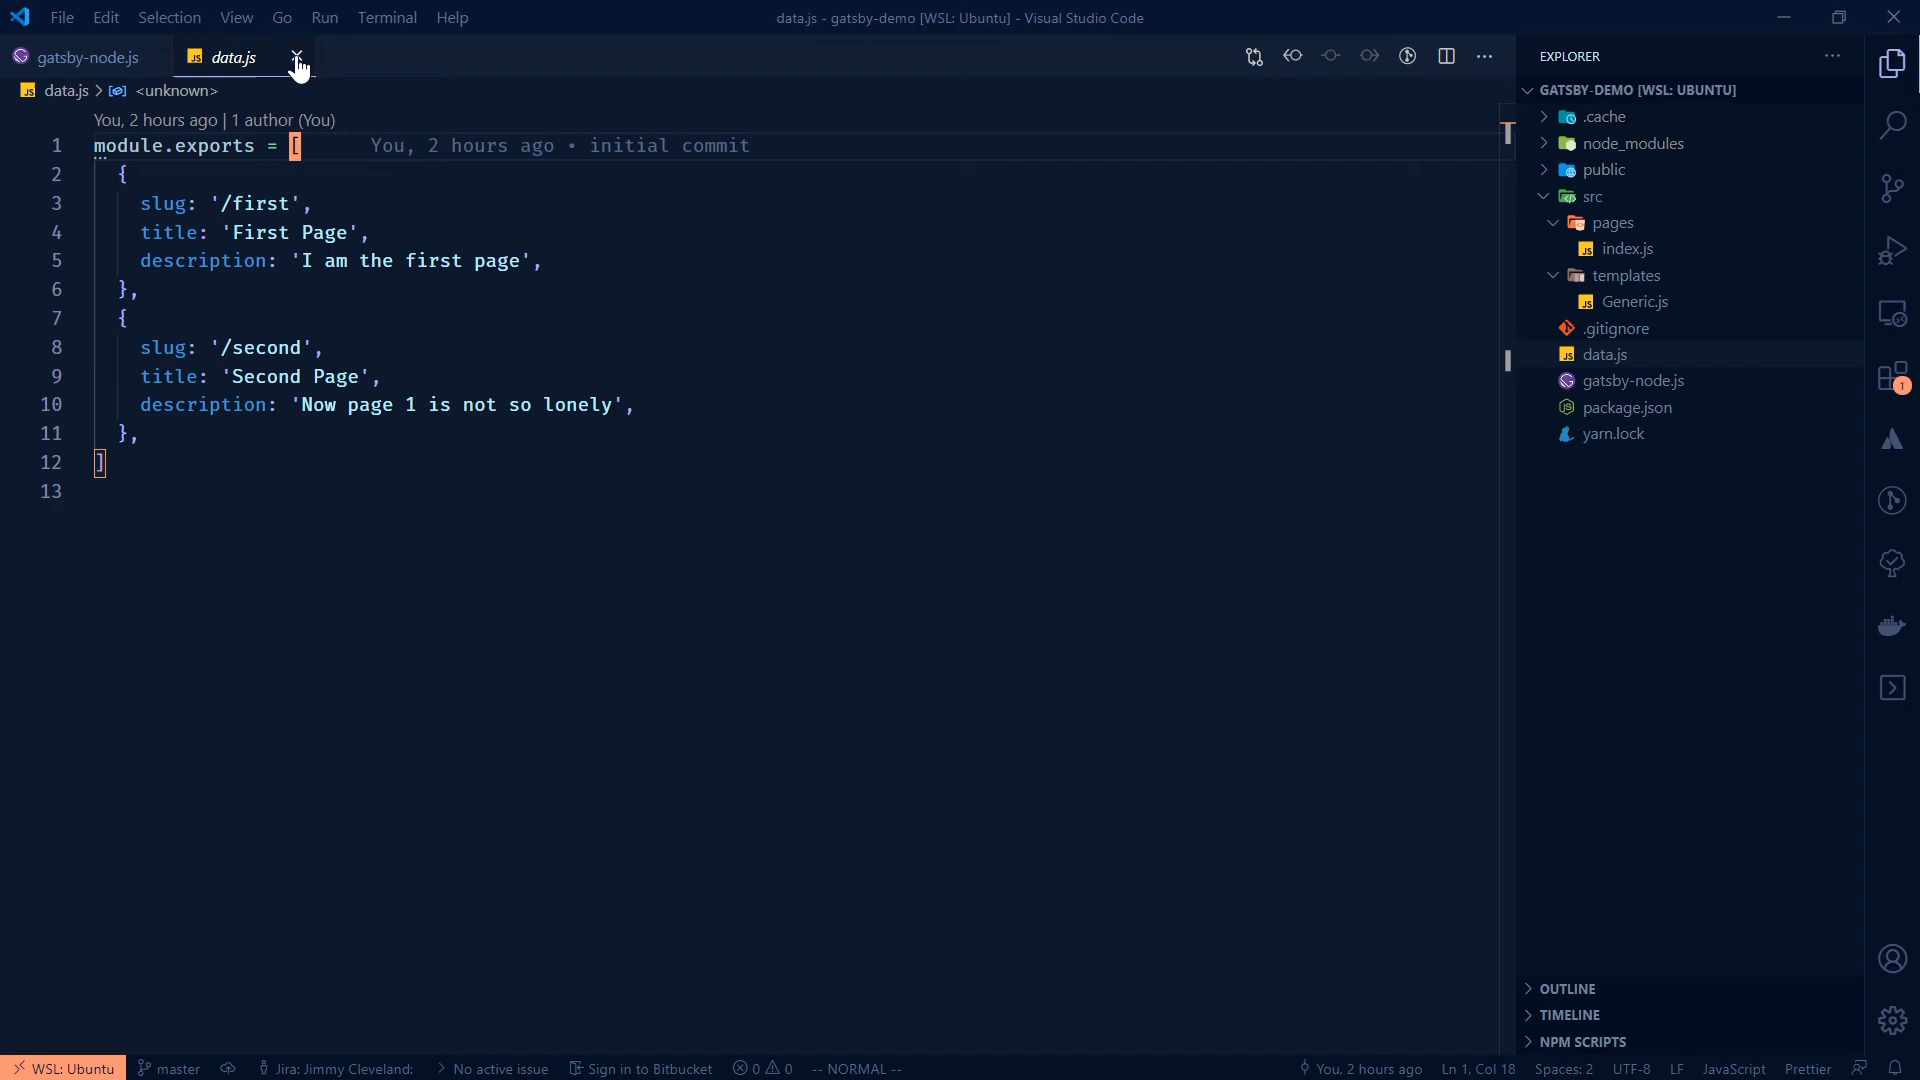 File Edit Selection View Go Run Terminal Help
data.js - gatsby-demo [WSL: Ubuntu] - Visual Studio Code
gatsby-node.js
data.js
data.js > <unknown>
You, 2 hours ago | 1 author (You)
1 module.exports = [ You, 2 hours ago • initial commit
2 {
3 slug: '/first',
4 title: 'First Page',
5 description: 'I am the first page',
6 },
7 {
8 slug: '/second',
9 title: 'Second Page',
10 description: 'Now page 1 is not so lonely',
11 },
12 ]
13
EXPLORER
GATSBY-DEMO [WSL: UBUNTU]
.cache
node_modules
public
src
pages
index.js
templates
Generic.js
.gitignore
data.js
gatsby-node.js
package.json
yarn.lock
1
OUTLINE
TIMELINE
NPM SCRIPTS
WSL: Ubuntu master Jira: Jimmy Cleveland: No active issue Sign in to Bitbucket 0 0 -- NORMAL -- You, 2 hours ago Ln 1, Col 18 Spaces: 2 UTF-8 LF JavaScript Prettier